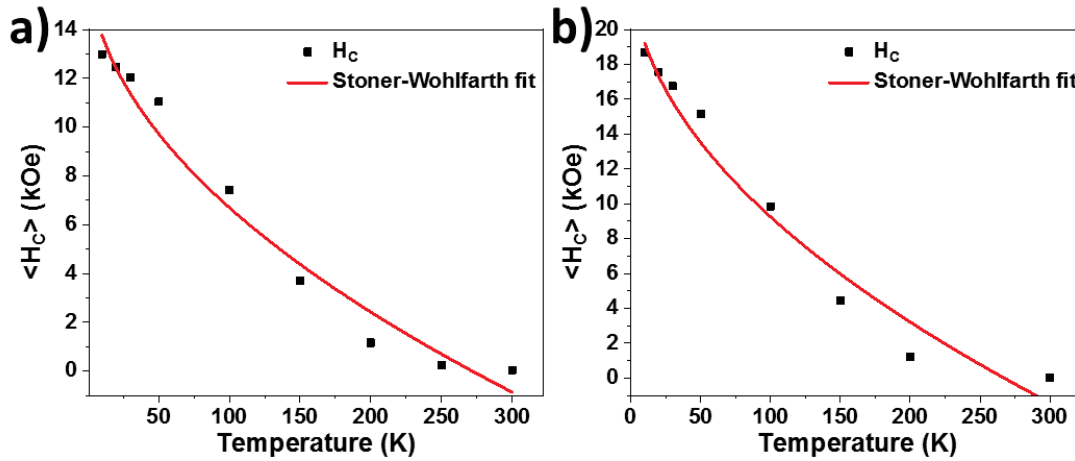 a)
14
12
10
8
6
4
2
0
<H_C> (kOe)
H_C
Stoner-Wohlfarth fit
50 100 150 200 250 300
Temperature (K)
b)
20
18
16
14
12
10
8
6
4
2
0
<H_C> (kOe)
H_C
Stoner-Wohlfarth fit
0 50 100 150 200 250 300
Temperature (K)